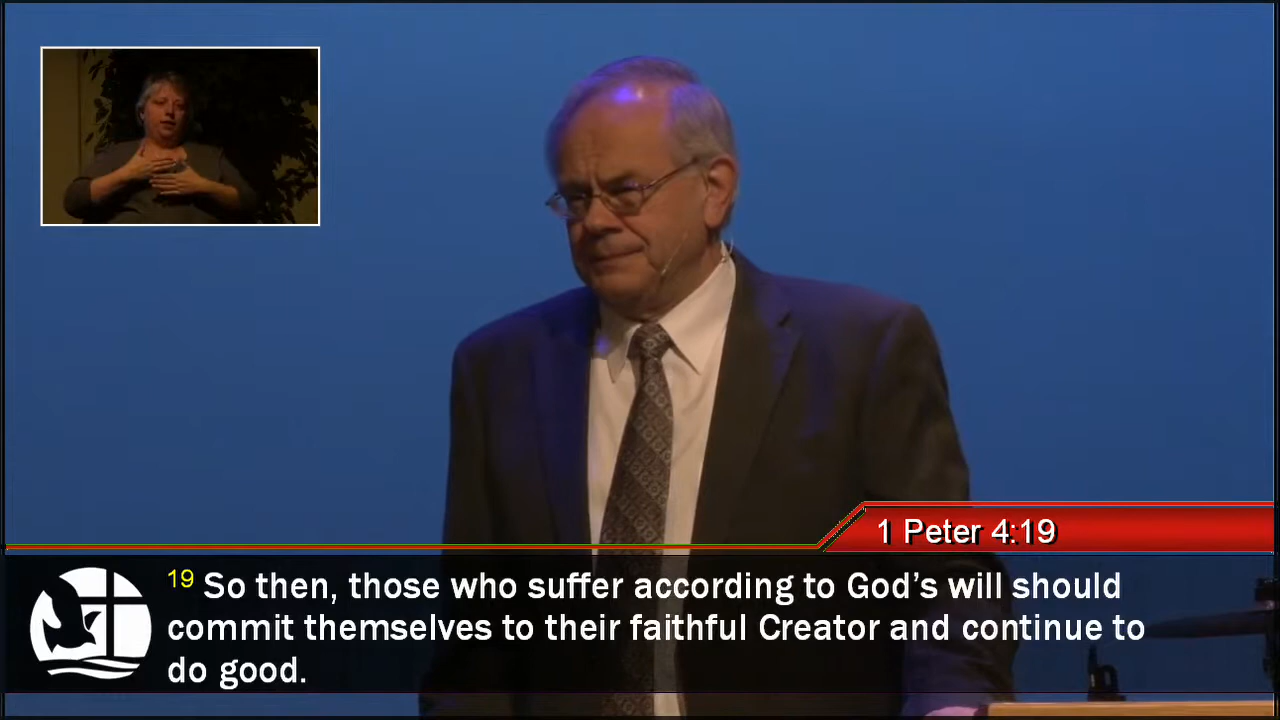 1 Peter 4:19
19 So then, those who suffer according to God’s will should
commit themselves to their faithful Creator and continue to
do good.